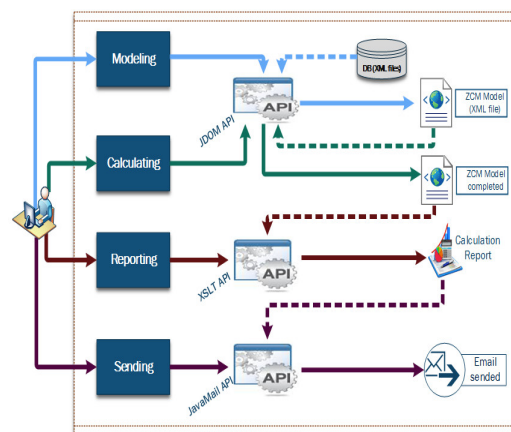 Modeling
DB (XML files)
API
JDOM API
ZCM Model
(XML file)
Calculating
ZCM Model
completed
Reporting
API
XSLT API
Calculation
Report
Sending
API
JavaMail API
Email
sended